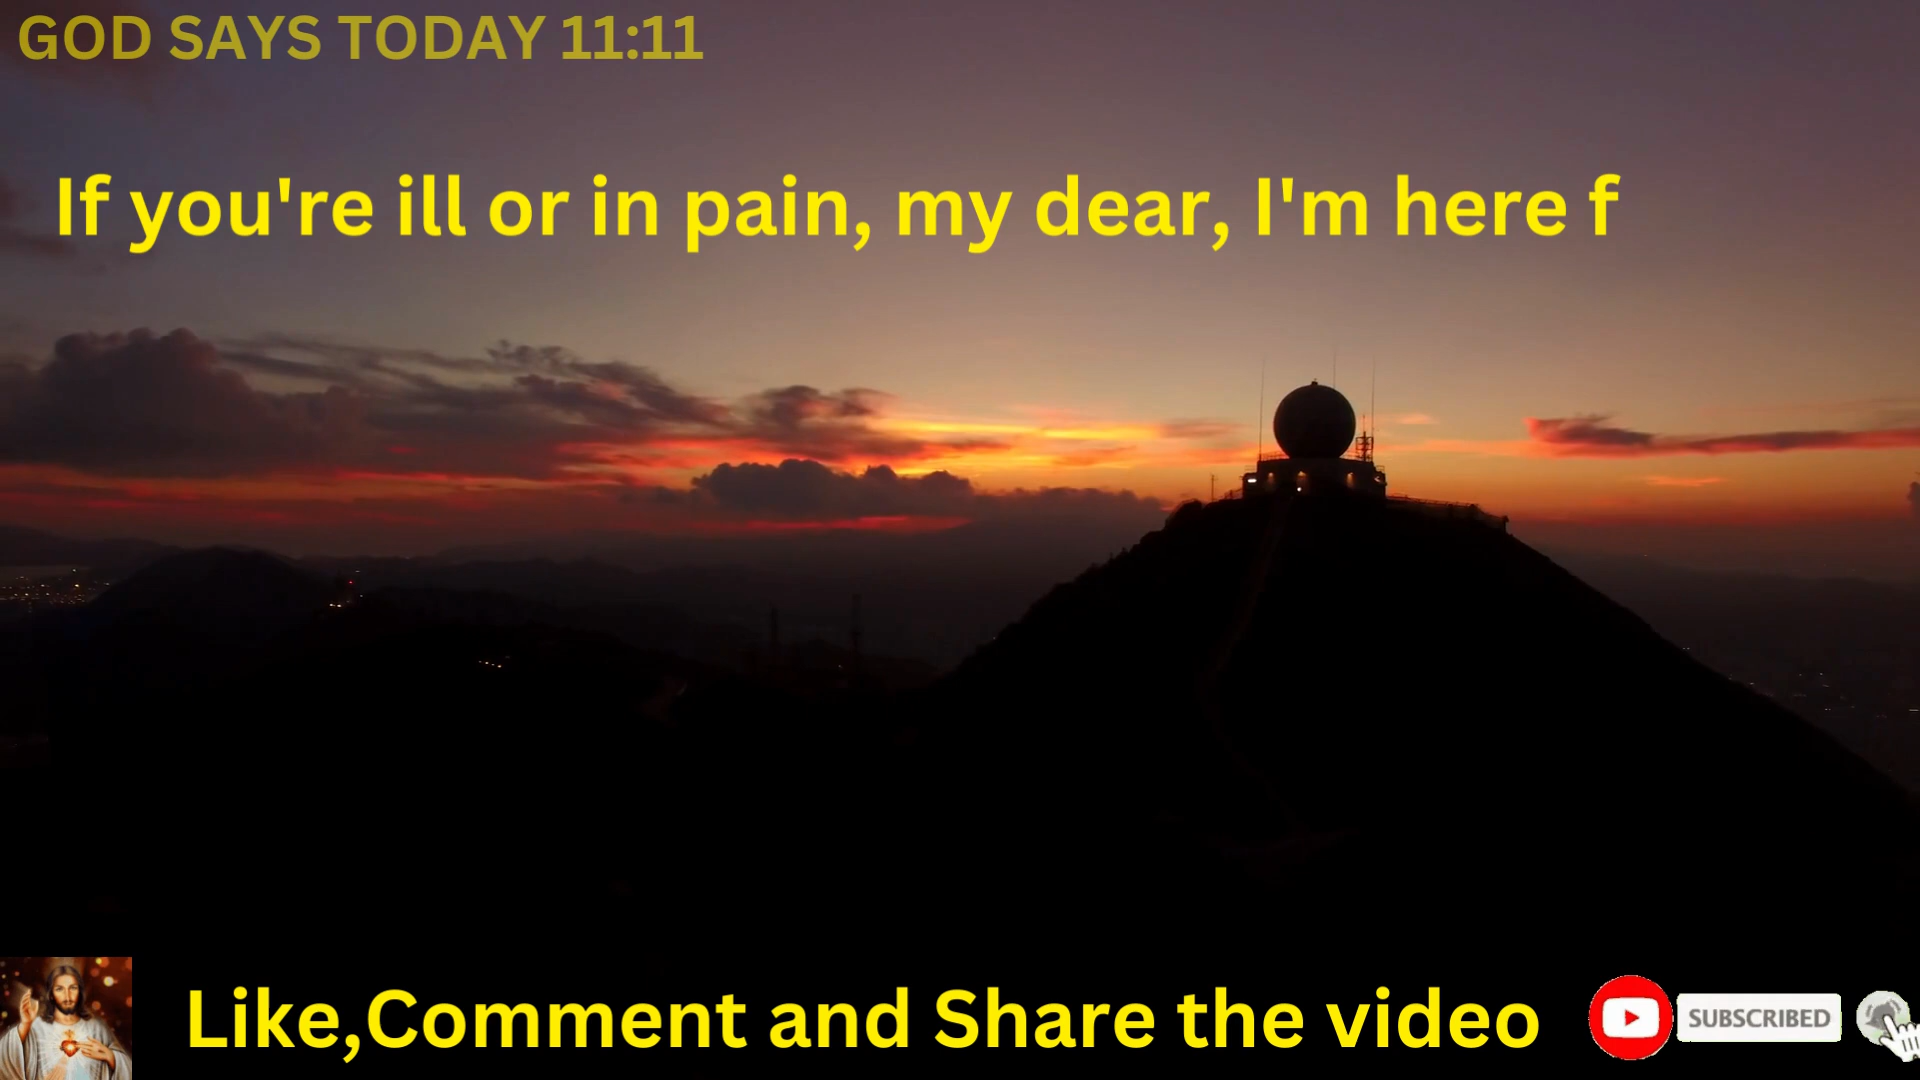 GOD SAYS TODAY 11:11
If you're ill or in pain, my dear, I'm here f
Like,Comment and Share the video
SUBSCRIBED